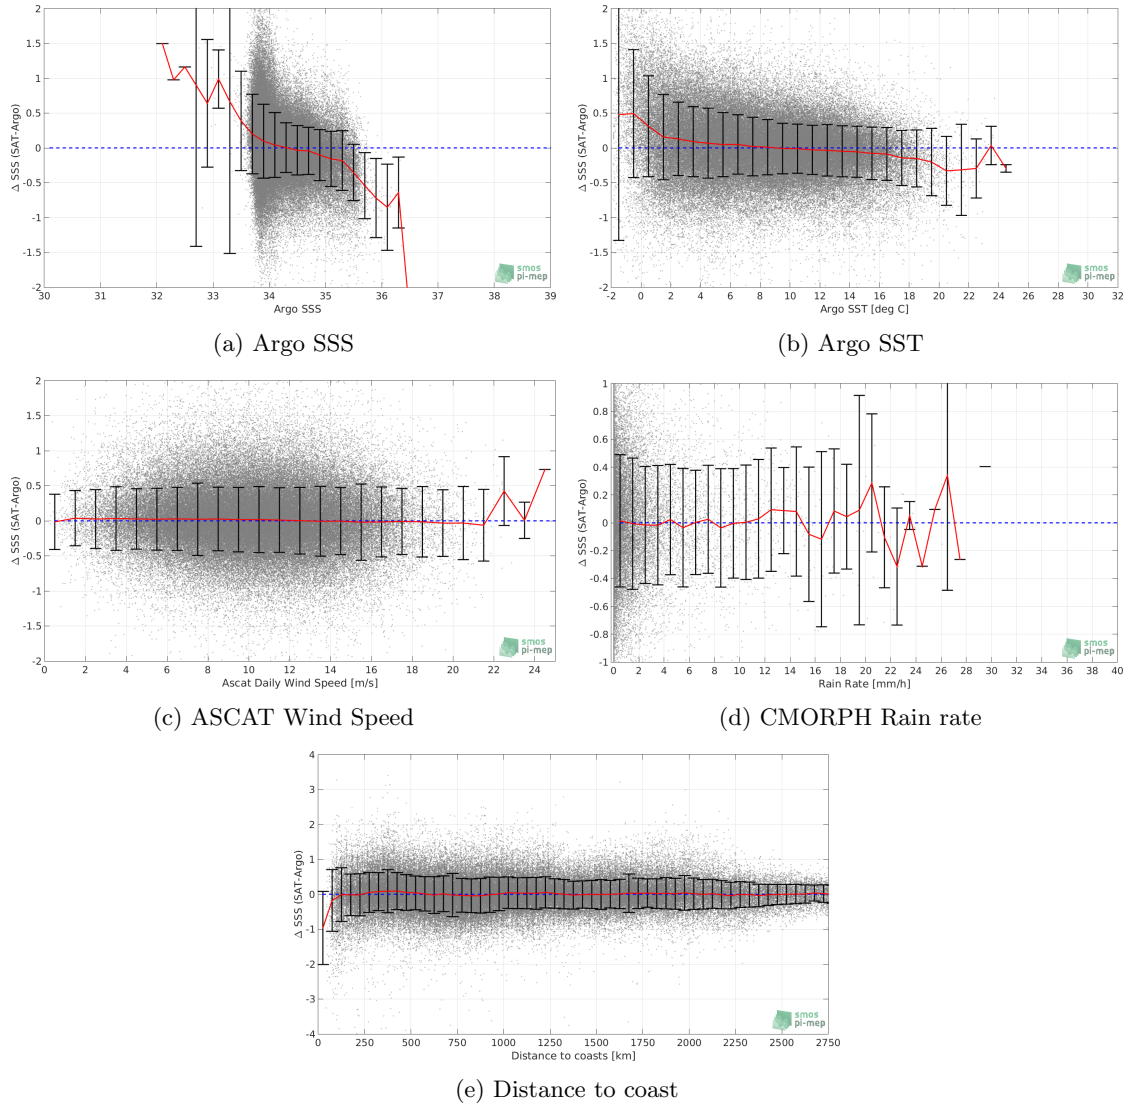 2
1.5
1
0.5
0
-0.5
-1
-1.5
-2
Δ SSS (SAT-Argo)
30 31 32 33 34 35 36 37 38 39
Argo SSS
smos
pi-mep
(a) Argo SSS
2
1.5
1
0.5
0
-0.5
-1
-1.5
-2
Δ SSS (SAT-Argo)
-2 0 2 4 6 8 10 12 14 16 18 20 22 24 26 28 30 32
Argo SST [deg C]
smos
pi-mep
(b) Argo SST
2
1.5
1
0.5
0
-0.5
-1
-1.5
-2
Δ SSS (SAT-Argo)
0 2 4 6 8 10 12 14 16 18 20 22 24
Ascat Daily Wind Speed [m/s]
smos
pi-mep
(c) ASCAT Wind Speed
1
0.8
0.6
0.4
0.2
0
-0.2
-0.4
-0.6
-0.8
-1
Δ SSS (SAT-Argo)
0 2 4 6 8 10 12 14 16 18 20 22 24 26 28 30 32 34 36 38 40
Rain Rate [mm/h]
smos
pi-mep
(d) CMORPH Rain rate
4
3
2
1
0
-1
-2
-3
-4
Δ SSS (SAT-Argo)
0 250 500 750 1000 1250 1500 1750 2000 2250 2500 2750
Distance to coasts [km]
smos
pi-mep
(e) Distance to coast